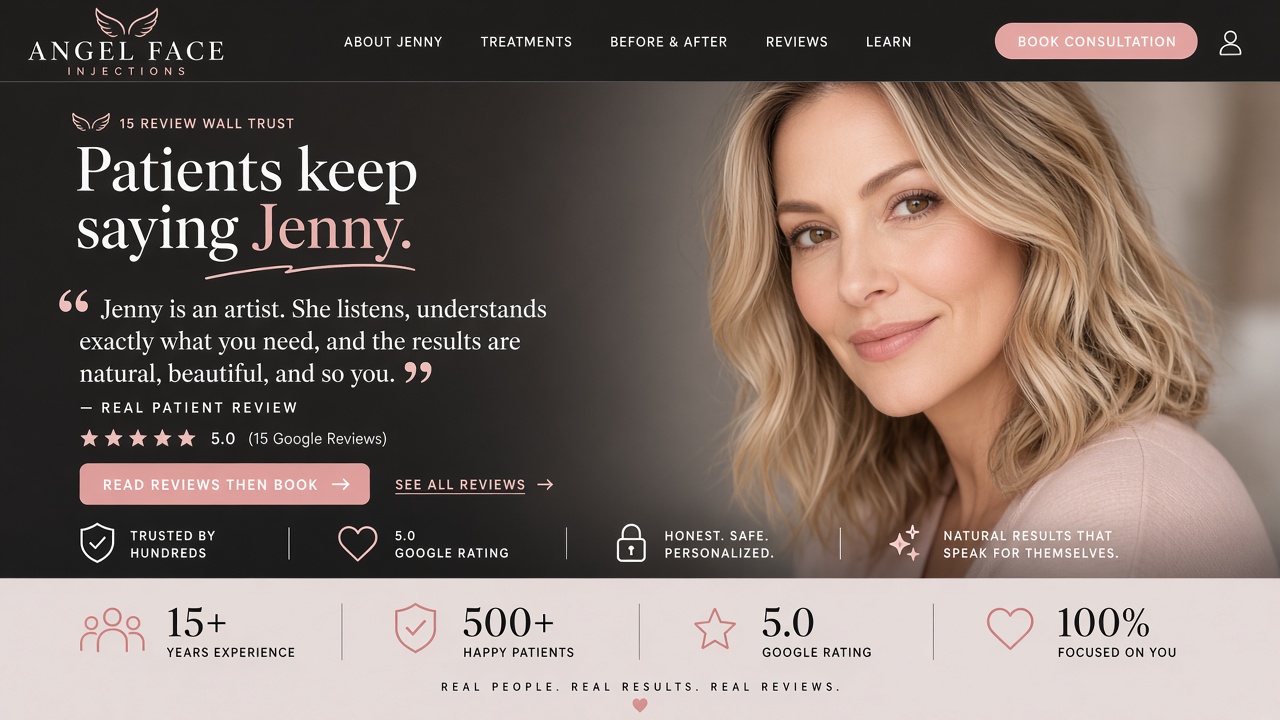 ANGEL FACE
INJECTIONS
ABOUT JENNY
TREATMENTS
BEFORE & AFTER
REVIEWS
LEARN
BOOK CONSULTATION
15 REVIEW WALL TRUST
Patients keep
saying Jenny.
“ Jenny is an artist. She listens, understands
exactly what you need, and the results are
natural, beautiful, and so you. ”
— REAL PATIENT REVIEW
★★★★★ 5.0 (15 Google Reviews)
READ REVIEWS THEN BOOK →
SEE ALL REVIEWS →
TRUSTED BY
HUNDREDS
5.0
GOOGLE RATING
HONEST. SAFE.
PERSONALIZED.
NATURAL RESULTS THAT
SPEAK FOR THEMSELVES.
15+
YEARS EXPERIENCE
500+
HAPPY PATIENTS
5.0
GOOGLE RATING
100%
FOCUSED ON YOU
REAL PEOPLE. REAL RESULTS. REAL REVIEWS.